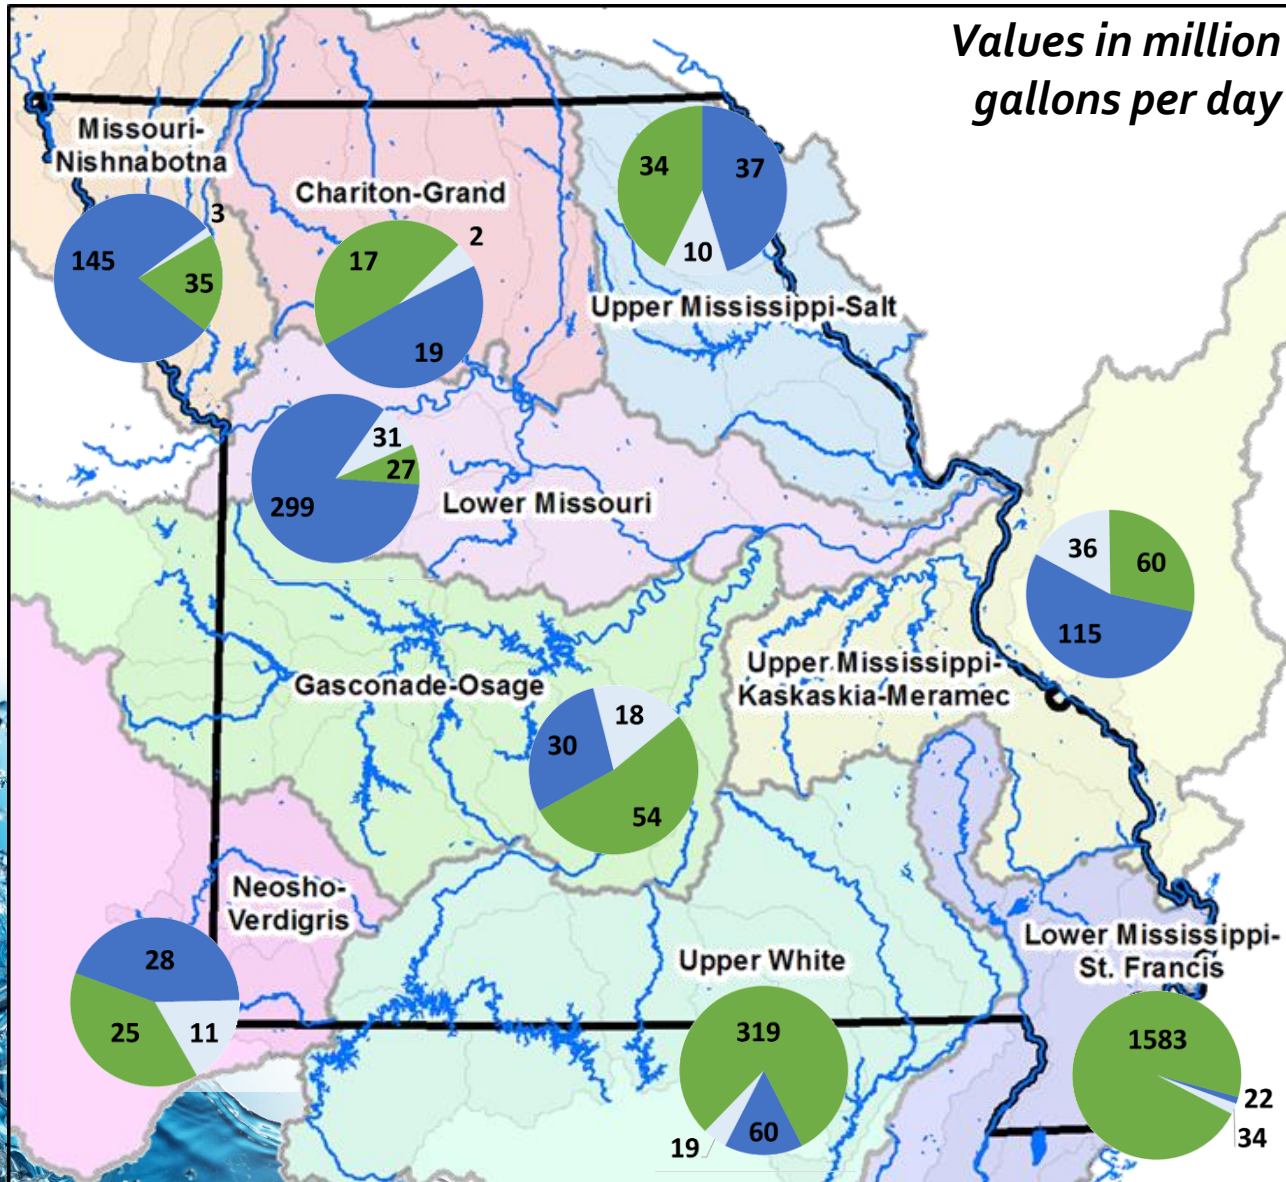 Values in million
gallons per day
Missouri-
Nishnabotna
3
145
35
Chariton-Grand
2
17
19
34
37
10
Upper Mississippi-Salt
31
27
299
Lower Missouri
36
60
115
Upper Mississippi-
Kaskaskia-Meramec
Gasconade-Osage
18
30
54
Neosho-
Verdigris
28
25
11
Upper White
319
19
60
Lower Mississippi-
St. Francis
1583
22
34